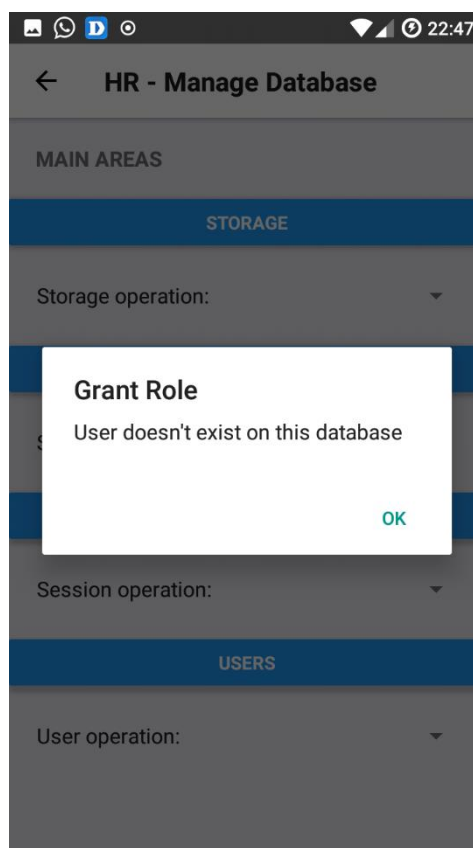 22:47
HR - Manage Database
MAIN AREAS
STORAGE
Storage operation:
Grant Role
User doesn't exist on this database
OK
Session operation:
USERS
User operation: